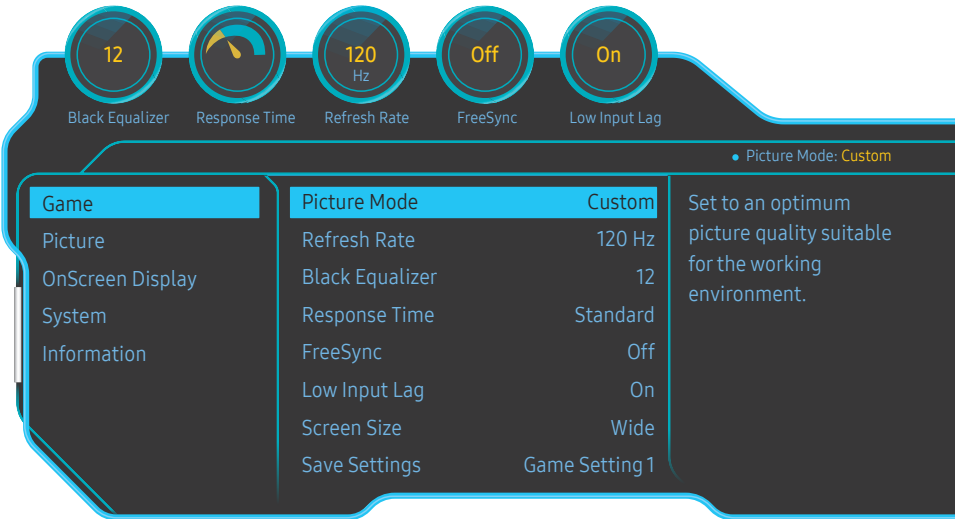 12
120
Hz
Off
On
Black Equalizer
Response Time
Refresh Rate
FreeSync
Low Input Lag
Picture Mode: Custom
Game
Picture
OnScreen Display
System
Information
Picture Mode Custom
Refresh Rate 120 Hz
Black Equalizer 12
Response Time Standard
FreeSync Off
Low Input Lag On
Screen Size Wide
Save Settings Game Setting 1
Set to an optimum
picture quality suitable
for the working
environment.